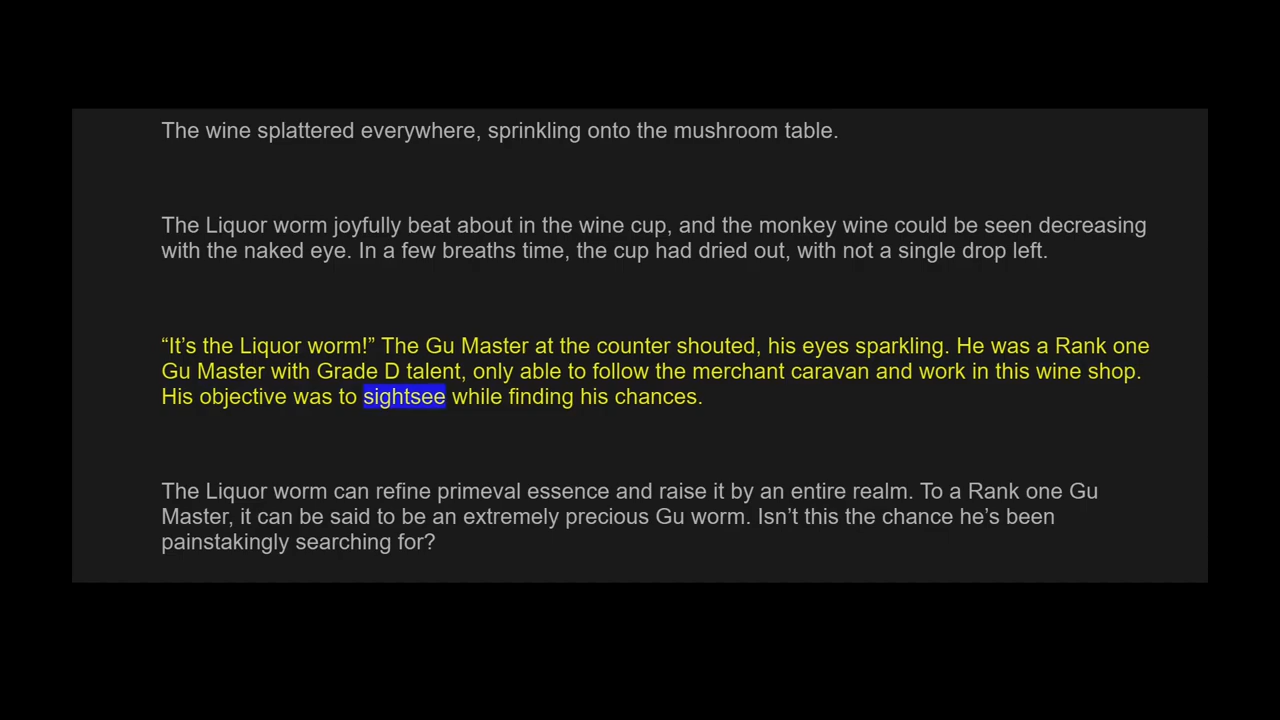 The wine splattered everywhere, sprinkling onto the mushroom table.
The Liquor worm joyfully beat about in the wine cup, and the monkey wine could be seen decreasing
with the naked eye. In a few breaths time, the cup had dried out, with not a single drop left.
“It’s the Liquor worm!” The Gu Master at the counter shouted, his eyes sparkling. He was a Rank one
Gu Master with Grade D talent, only able to follow the merchant caravan and work in this wine shop.
His objective was to sightsee while finding his chances.
The Liquor worm can refine primeval essence and raise it by an entire realm. To a Rank one Gu
Master, it can be said to be an extremely precious Gu worm. Isn’t this the chance he’s been
painstakingly searching for?